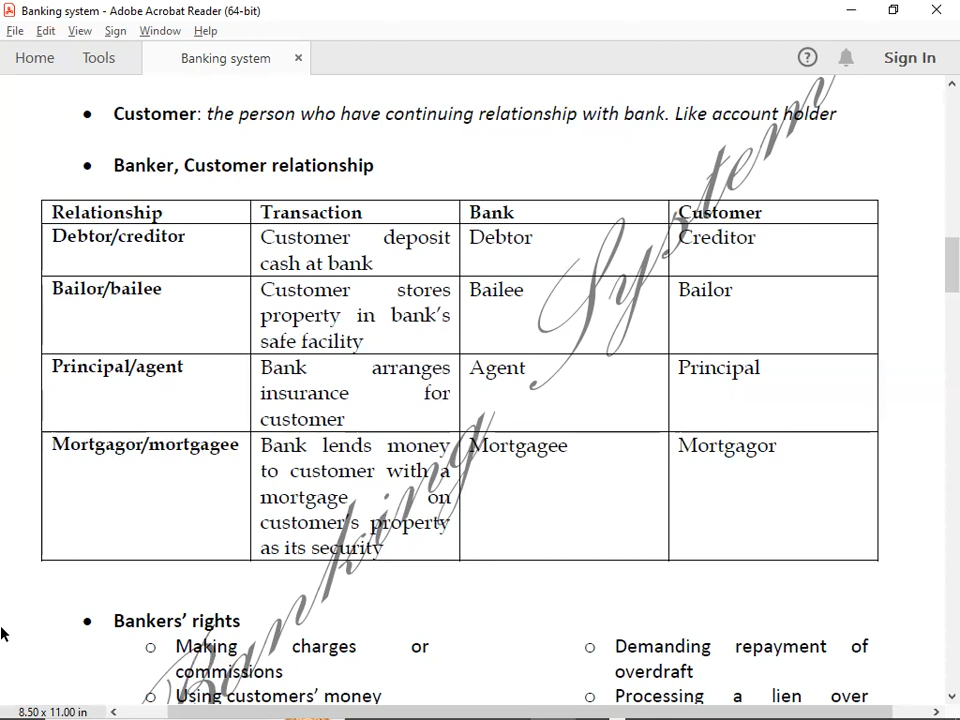 Banking system - Adobe Acrobat Reader (64-bit)
File Edit View Sign Window Help
Home Tools Banking system × ? Sign In
• Customer: the person who have continuing relationship with bank. Like account holder
• Banker, Customer relationship
Relationship Transaction Bank Customer
Debtor/creditor Customer deposit Debtor Creditor
cash at bank
Bailor/bailee Customer stores Bailee Bailor
property in bank's
safe facility
Principal/agent Bank arranges Agent Principal
insurance for
customer
Mortgagor/mortgagee Bank lends money Mortgagee Mortgagor
to customer with a
mortgage on
customer's property
as its security
Banking System
• Bankers' rights
o Making charges or
commissions
o Using customers' money
o Demanding repayment of
overdraft
o Processing a lien over
8.50 x 11.00 in